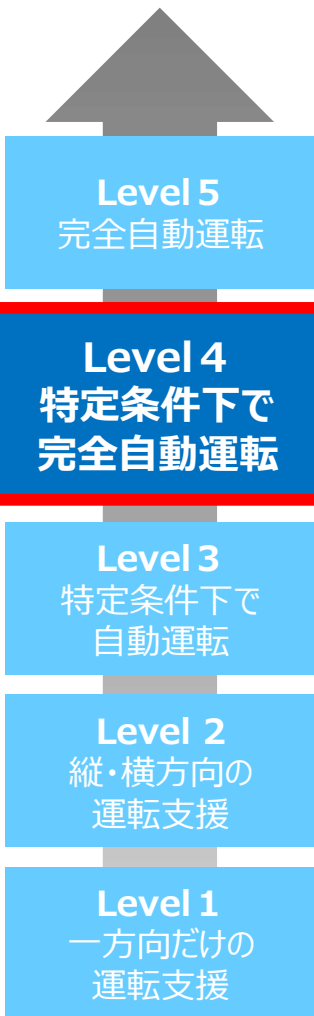 Level 5
完全自動運転
Level 4
特定条件下で
完全自動運転
Level 3
特定条件下で
自動運転
Level 2
縦・横方向の
運転支援
Level 1
一方向だけの
運転支援